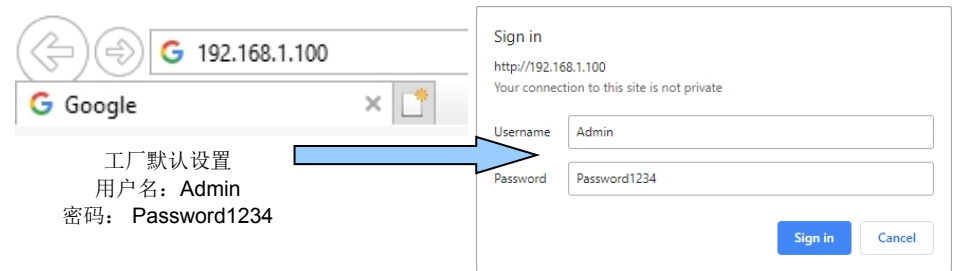 192.168.1.100
Google
工厂默认设置
用户名：Admin
密码： Password1234
Sign in
http://192.168.1.100
Your connection to this site is not private
Username Admin
Password Password1234
Sign in Cancel